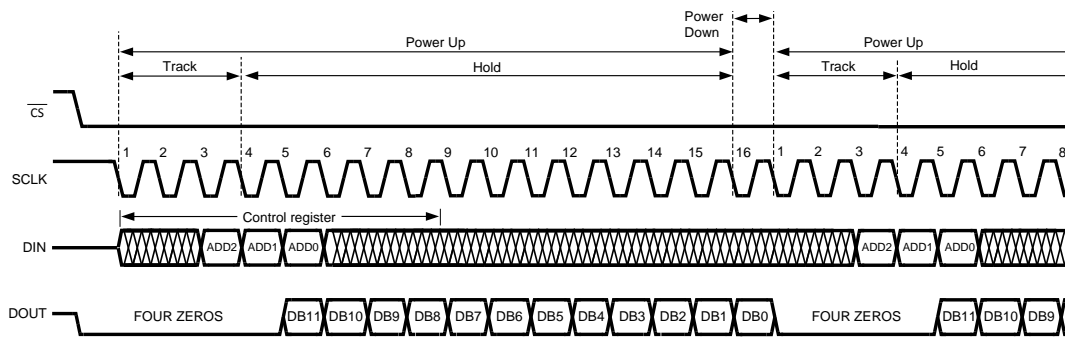 Power Down
Power Up
Power Up
Track
Hold
Track
Hold
CS
1 2 3 4 5 6 7 8 9 10 11 12 13 14 15 16 1 2 3 4 5 6 7 8
SCLK
Control register
DIN
ADD2 ADD1 ADD0 ADD2 ADD1 ADD0
DOUT
FOUR ZEROS DB11 DB10 DB9 DB8 DB7 DB6 DB5 DB4 DB3 DB2 DB1 DB0 FOUR ZEROS DB11 DB10 DB9